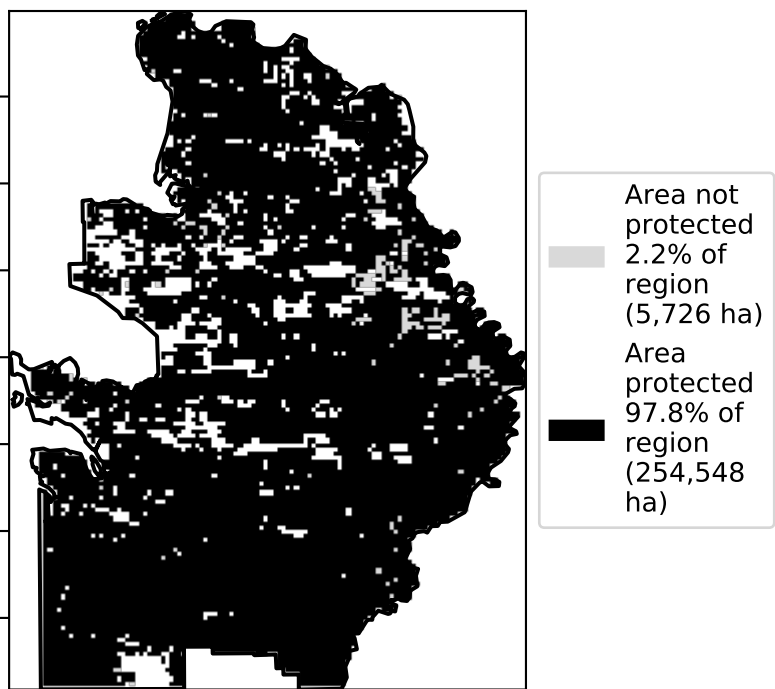 Area not
protected
2.2% of
region
(5,726 ha)
Area
protected
97.8% of
region
(254,548
ha)